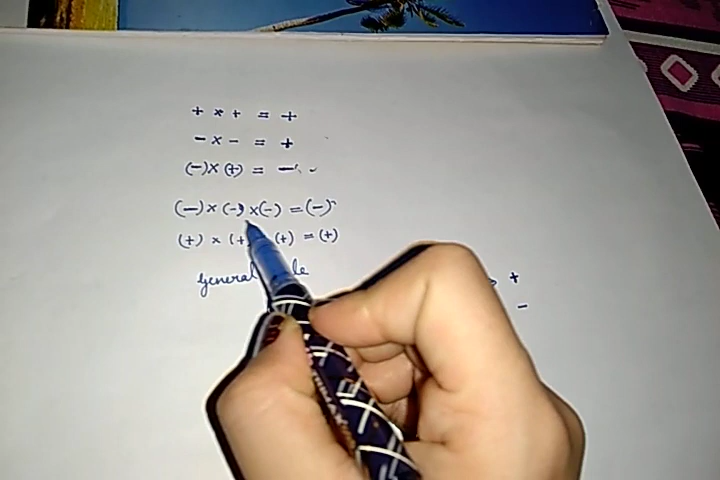 + × + = +
- × - = +
(-) × (+) = -
(-) × (-) × (-) = (-)
(+) × (+ (+) = (+)
general
+
-